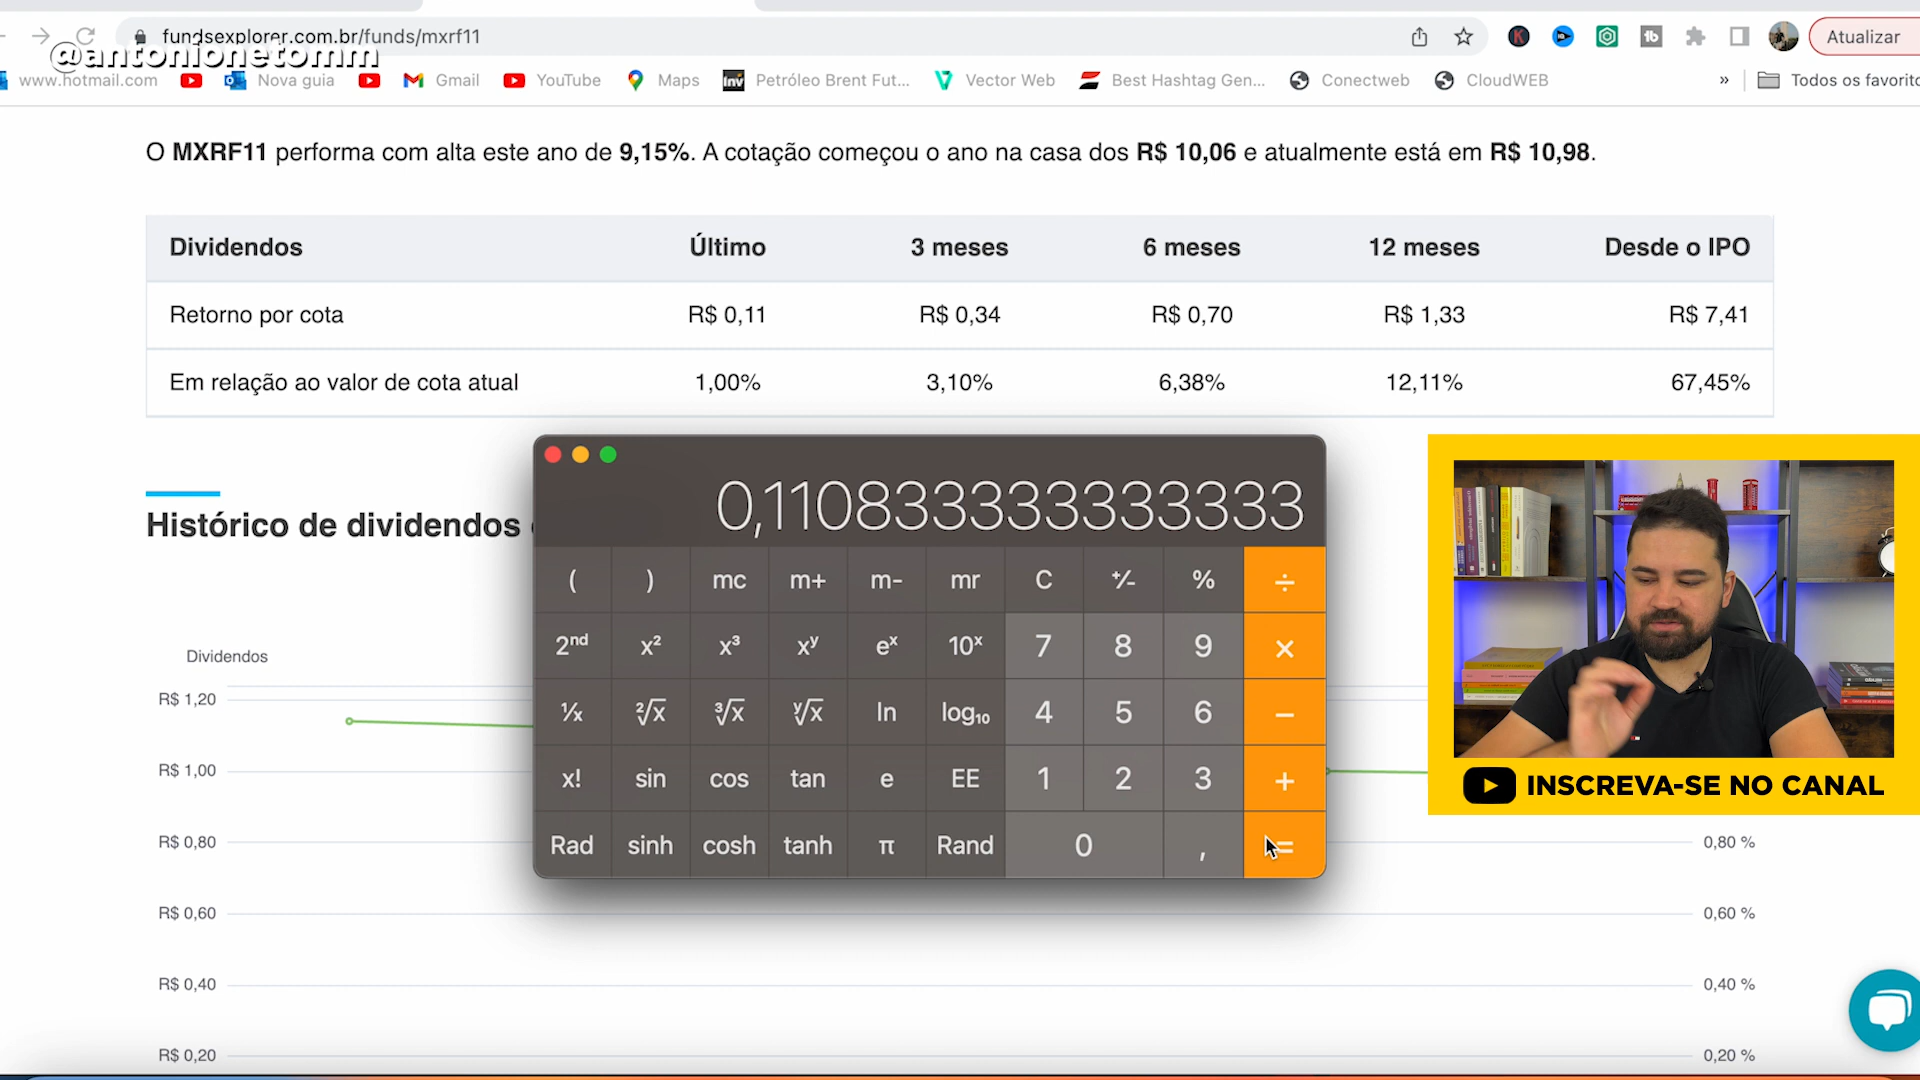 fundsexplorer.com.br/funds/mxrf11
Atualizar
@antonionetomm
www.hotmail.com
Nova guia
Gmail
YouTube
Maps
Inv
Petróleo Brent Fut...
Vector Web
Best Hashtag Gen...
Conectweb
CloudWEB
»
Todos os favorito
O MXRF11 performa com alta este ano de 9,15%. A cotação começou o ano na casa dos R$ 10,06 e atualmente está em R$ 10,98.
Dividendos Último 3 meses 6 meses 12 meses Desde o IPO
Retorno por cota R$ 0,11 R$ 0,34 R$ 0,70 R$ 1,33 R$ 7,41
Em relação ao valor de cota atual 1,00% 3,10% 6,38% 12,11% 67,45%
Histórico de dividendos
0,110833333333333
( ) mc m+ m- mr C +/- % ÷
2nd x² x³ xʸ eˣ 10ˣ 7 8 9 ×
1/x ²√x ³√x ʸ√x ln log₁₀ 4 5 6 −
x! sin cos tan e EE 1 2 3 +
Rad sinh cosh tanh π Rand 0 , =
INSCREVA-SE NO CANAL
Dividendos
R$ 1,20
R$ 1,00
R$ 0,80 0,80 %
R$ 0,60 0,60 %
R$ 0,40 0,40 %
R$ 0,20 0,20 %